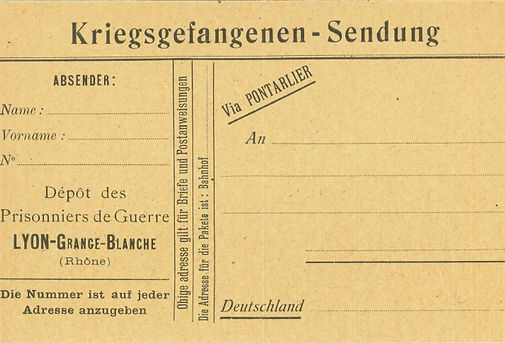 Kriegsgefangenen - Sendung
ABSENDER:
Name :
Vorname :
N°
Dépôt des
Prisonniers de Guerre
LYON-GRANGE-BLANCHE
(Rhône)
Die Nummer ist auf jeder
Adresse anzugeben
Obige adresse gilt für Briefe und Postanweisungen
Die Adresse für die Pakete ist : Bahnhof
Via PONTARLIER
An
Deutschland